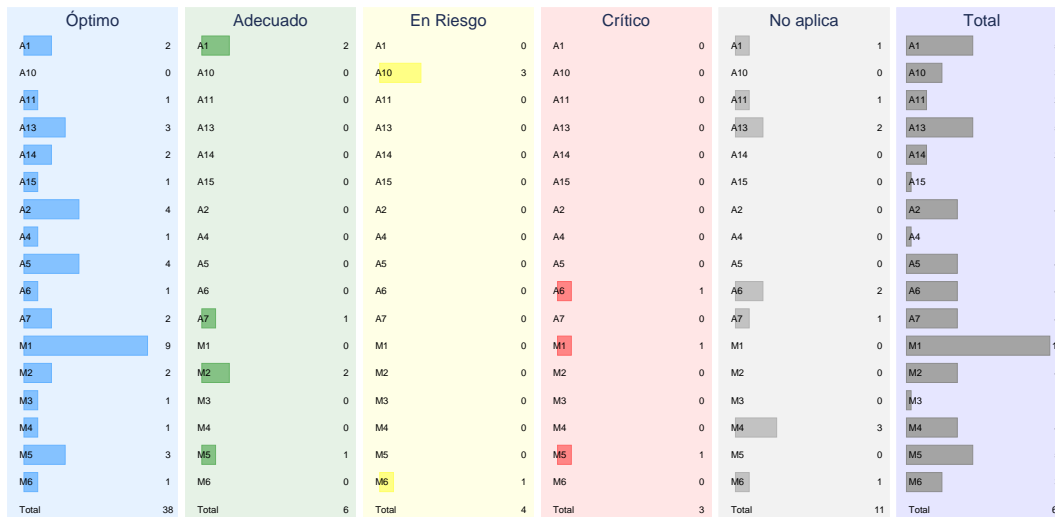 Óptimo Adecuado En Riesgo Crítico No aplica Total
A1 2 A1 2 A1 0 A1 0 A1 1 A1
A10 0 A10 0 A10 3 A10 0 A10 0 A10
A11 1 A11 0 A11 0 A11 0 A11 1 A11
A13 3 A13 0 A13 0 A13 0 A13 2 A13
A14 2 A14 0 A14 0 A14 0 A14 0 A14
A15 1 A15 0 A15 0 A15 0 A15 0 A15
A2 4 A2 0 A2 0 A2 0 A2 0 A2
A4 1 A4 0 A4 0 A4 0 A4 0 A4
A5 4 A5 0 A5 0 A5 0 A5 0 A5
A6 1 A6 0 A6 0 A6 1 A6 2 A6
A7 2 A7 1 A7 0 A7 0 A7 1 A7
M1 9 M1 0 M1 0 M1 1 M1 0 M1
M2 2 M2 2 M2 0 M2 0 M2 0 M2
M3 1 M3 0 M3 0 M3 0 M3 0 M3
M4 1 M4 0 M4 0 M4 0 M4 3 M4
M5 3 M5 1 M5 0 M5 1 M5 0 M5
M6 1 M6 0 M6 1 M6 0 M6 1 M6
Total 38 Total 6 Total 4 Total 3 Total 11 Total